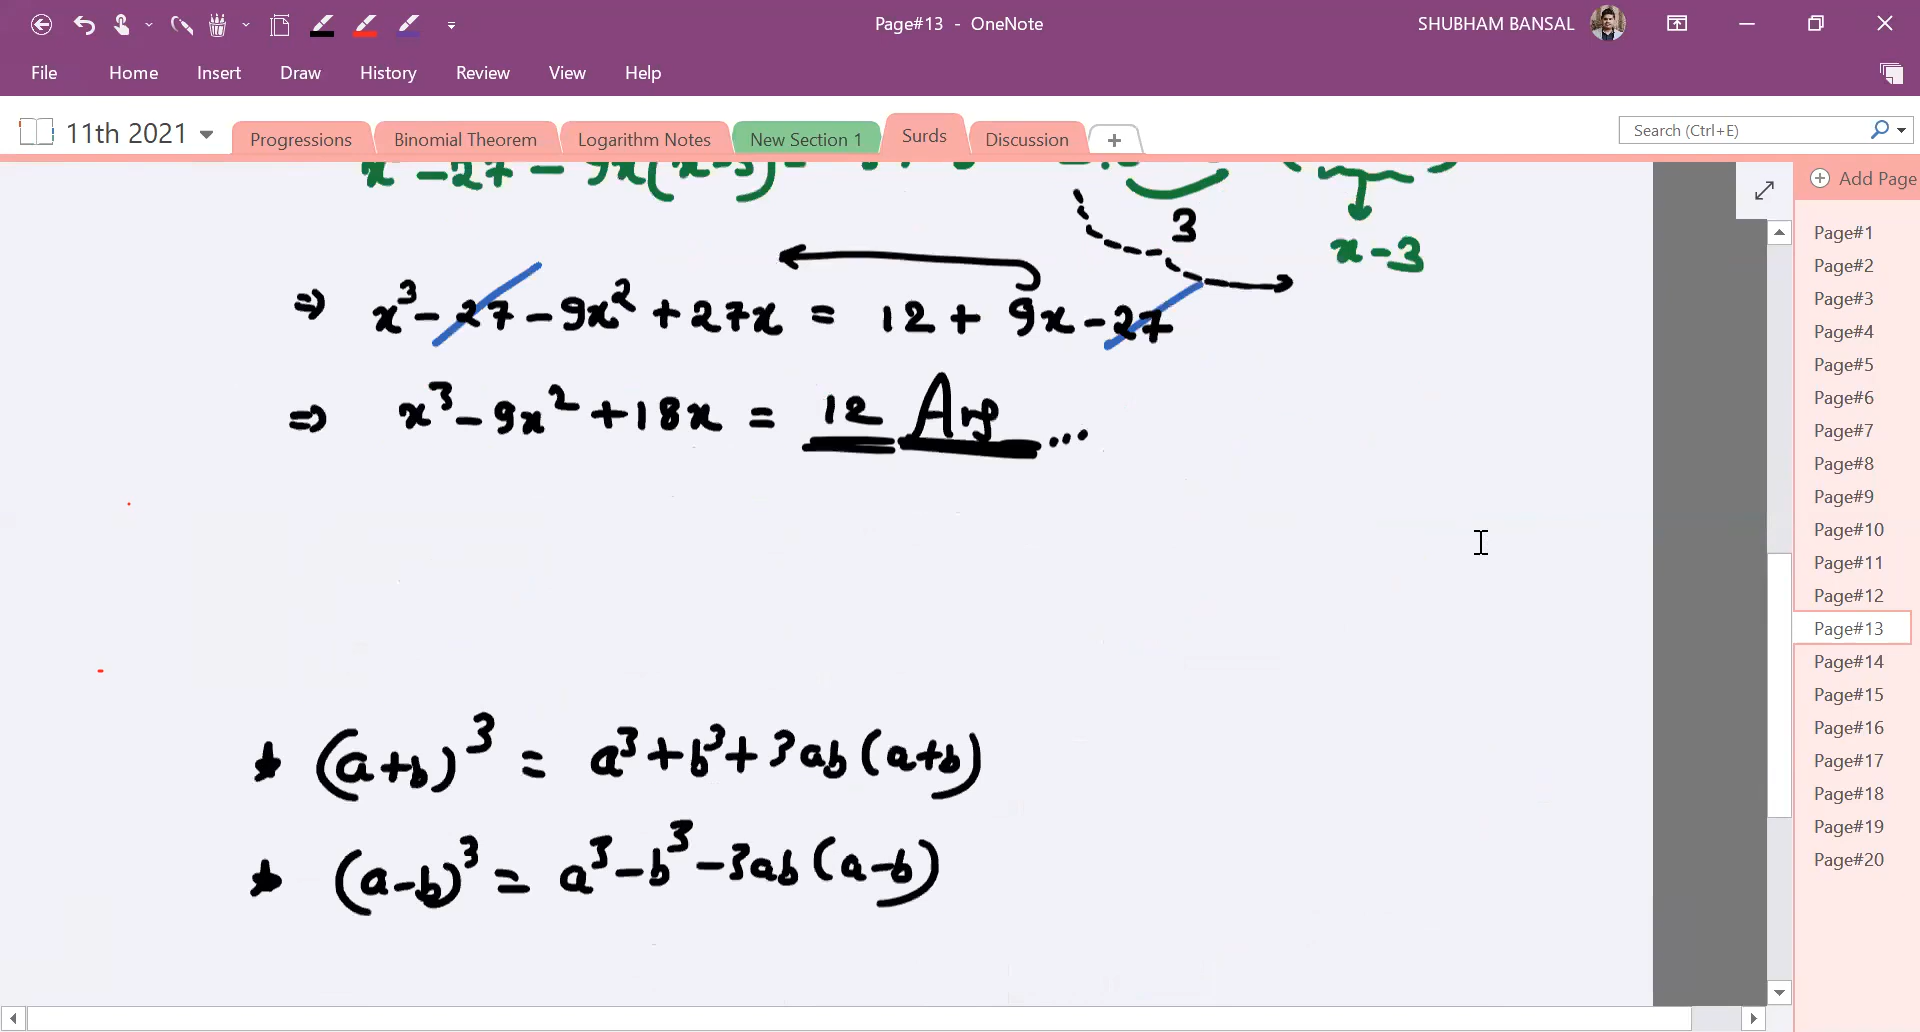 Page#13 - OneNote
SHUBHAM BANSAL
File Home Insert Draw History Review View Help
11th 2021
Progressions Binomial Theorem Logarithm Notes New Section 1 Surds Discussion +
Search (Ctrl+E)
Add Page
x - 27 - 9x(x-3)
3
x-3
⇒ x³ - 27 - 9x² + 27x = 12 + 9x - 27
⇒ x³ - 9x² + 18x = 12 Ans ...
★ (a+b)³ = a³+b³+3ab(a+b)
★ (a-b)³ = a³-b³-3ab(a-b)
Page#1
Page#2
Page#3
Page#4
Page#5
Page#6
Page#7
Page#8
Page#9
Page#10
Page#11
Page#12
Page#13
Page#14
Page#15
Page#16
Page#17
Page#18
Page#19
Page#20